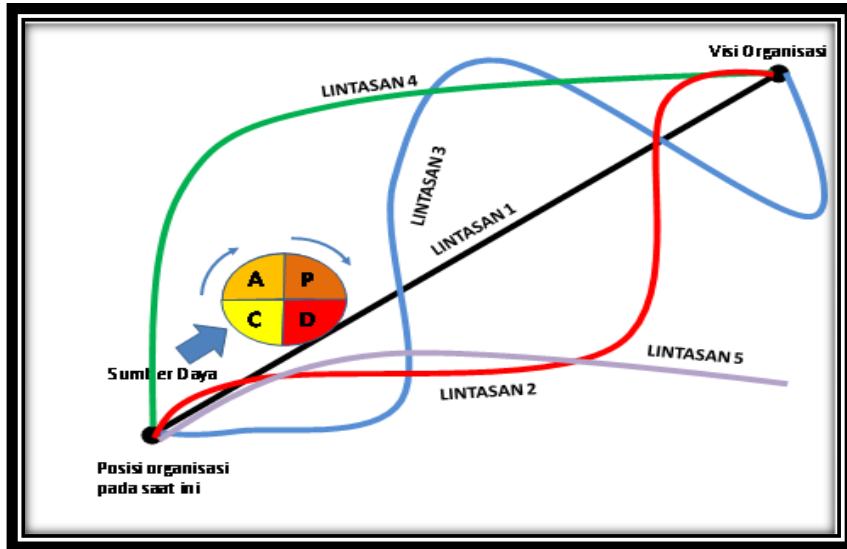 Visi Organisasi
LINTASAN 4
LINTASAN 3
LINTASAN 1
A P
C D
Sumber Daya
LINTASAN 5
LINTASAN 2
Posisi organisasi
pada saat ini